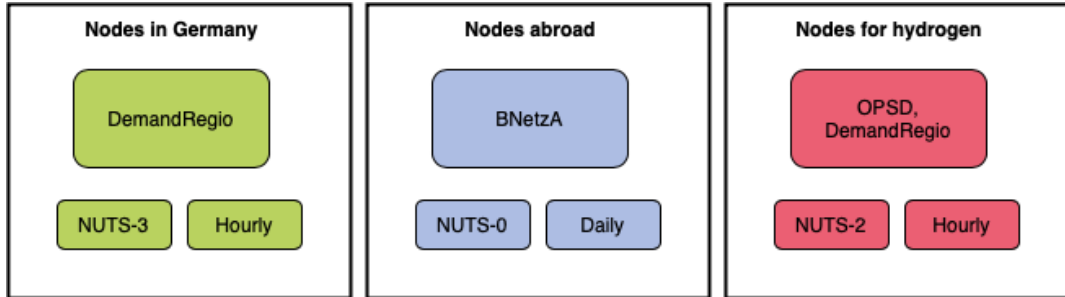 Nodes in Germany
DemandRegio
NUTS-3
Hourly
Nodes abroad
BNetzA
NUTS-0
Daily
Nodes for hydrogen
OPSD,
DemandRegio
NUTS-2
Hourly